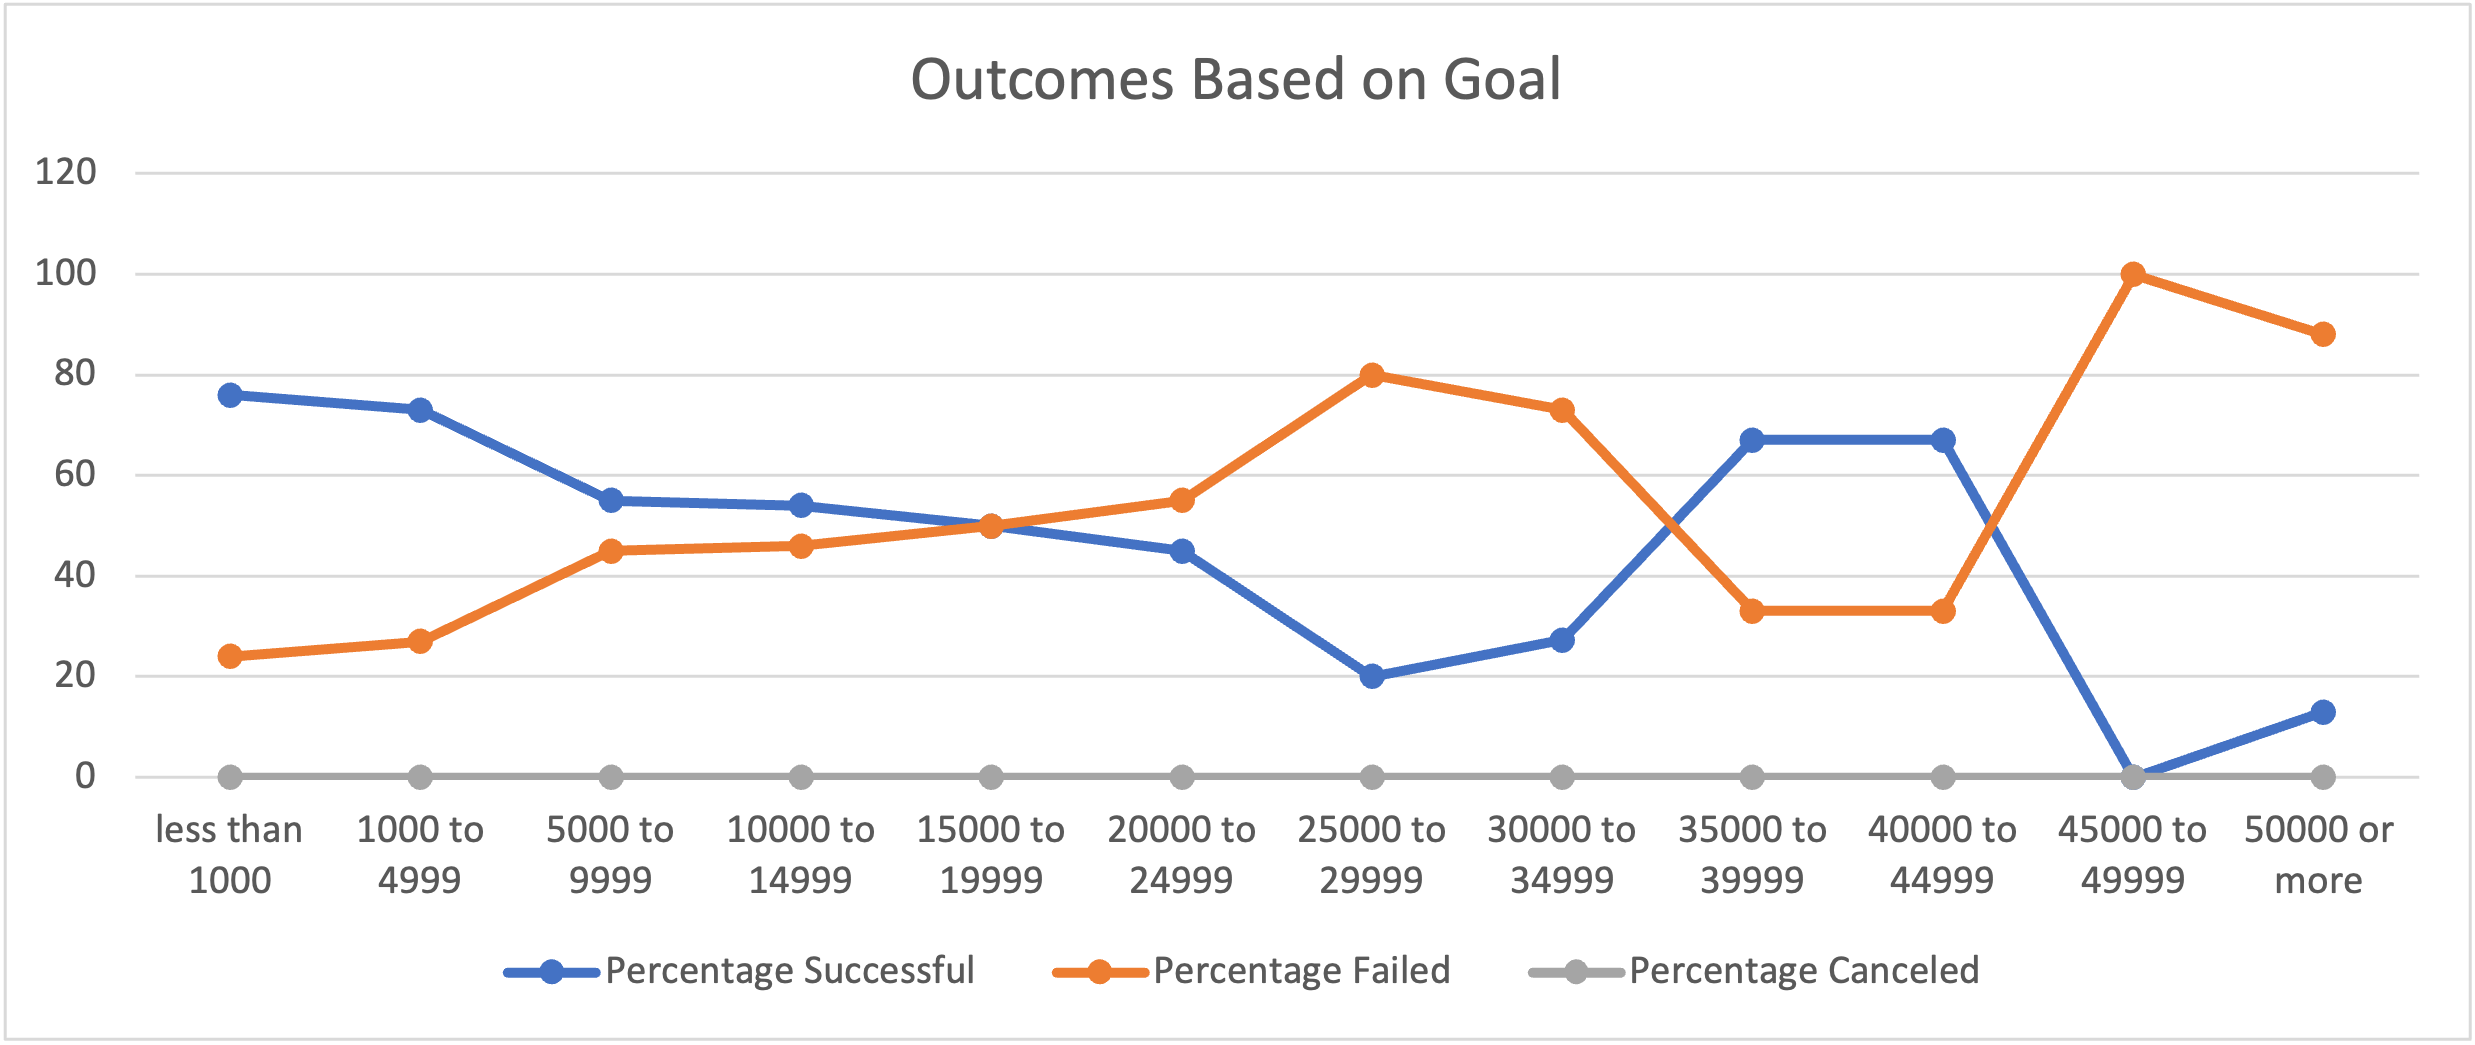 Outcomes Based on Goal
120
100
80
60
40
20
0
less than 1000 to 5000 to 10000 to 15000 to 20000 to 25000 to 30000 to 35000 to 40000 to 45000 to 50000 or
1000 4999 9999 14999 19999 24999 29999 34999 39999 44999 49999 more
Percentage Successful Percentage Failed Percentage Canceled